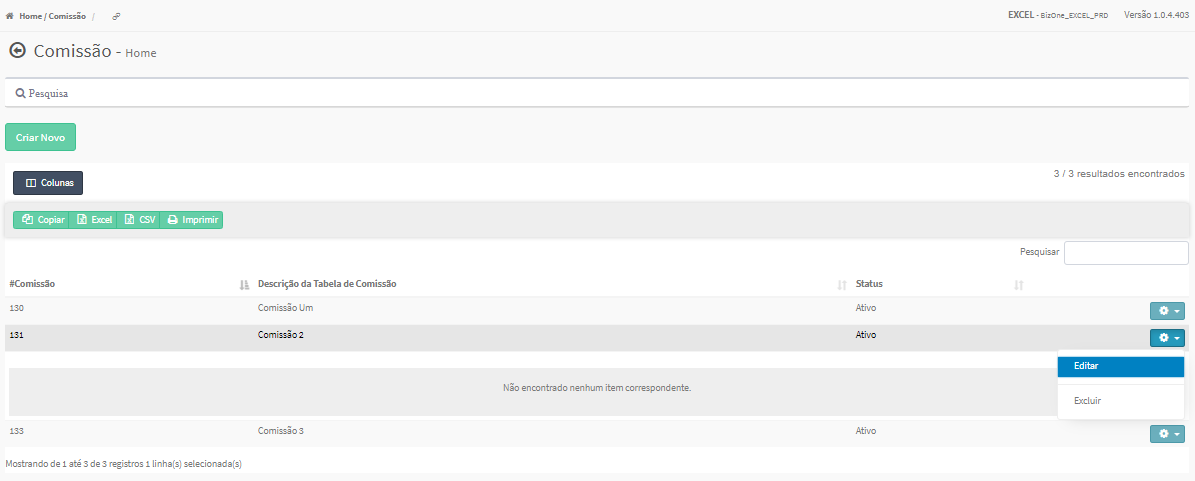 Home / Comissão /
EXCEL - BizOne_EXCEL_PRD Versão 1.0.4.403
Comissão - Home
Pesquisa
Criar Novo
Colunas
3 / 3 resultados encontrados
Copiar Excel CSV Imprimir
Pesquisar
#Comissão Descrição da Tabela de Comissão Status
130 Comissão Um Ativo
131 Comissão 2 Ativo
Editar
Não encontrado nenhum item correspondente.
Excluir
133 Comissão 3 Ativo
Mostrando de 1 até 3 de 3 registros 1 linha(s) selecionada(s)